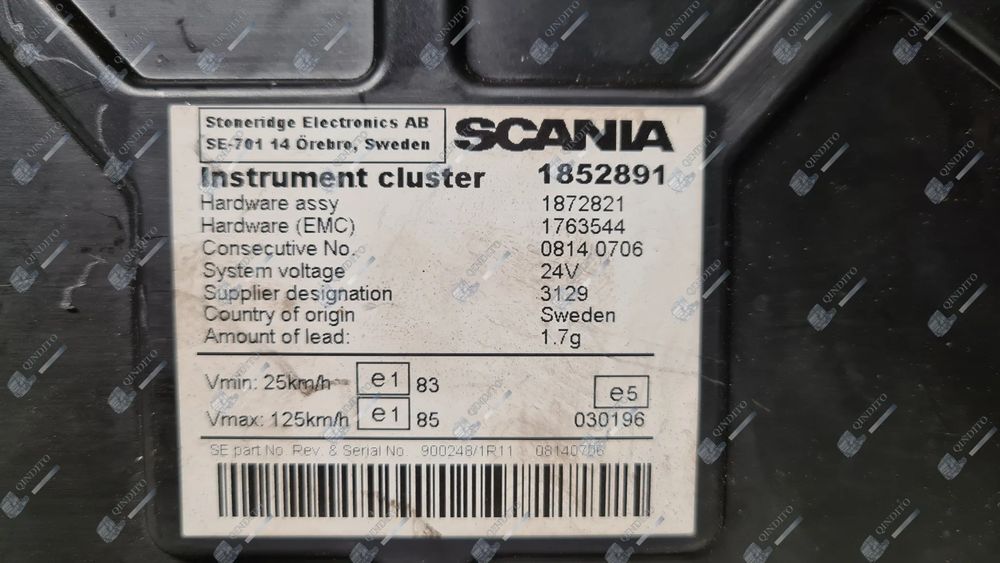 Stoneridge Electronics AB
SE-701 14 Örebro, Sweden
SCANIA
Instrument cluster 1852891
Hardware assy 1872821
Hardware (EMC) 1763544
Consecutive No. 0814 0706
System voltage 24V
Supplier designation 3129
Country of origin Sweden
Amount of lead: 1.7g
Vmin: 25km/h e1 83
e5
Vmax: 125km/h e1 85 030196
SE part No Rev. & Serial No 900248/1R11 08140706
QINDITO